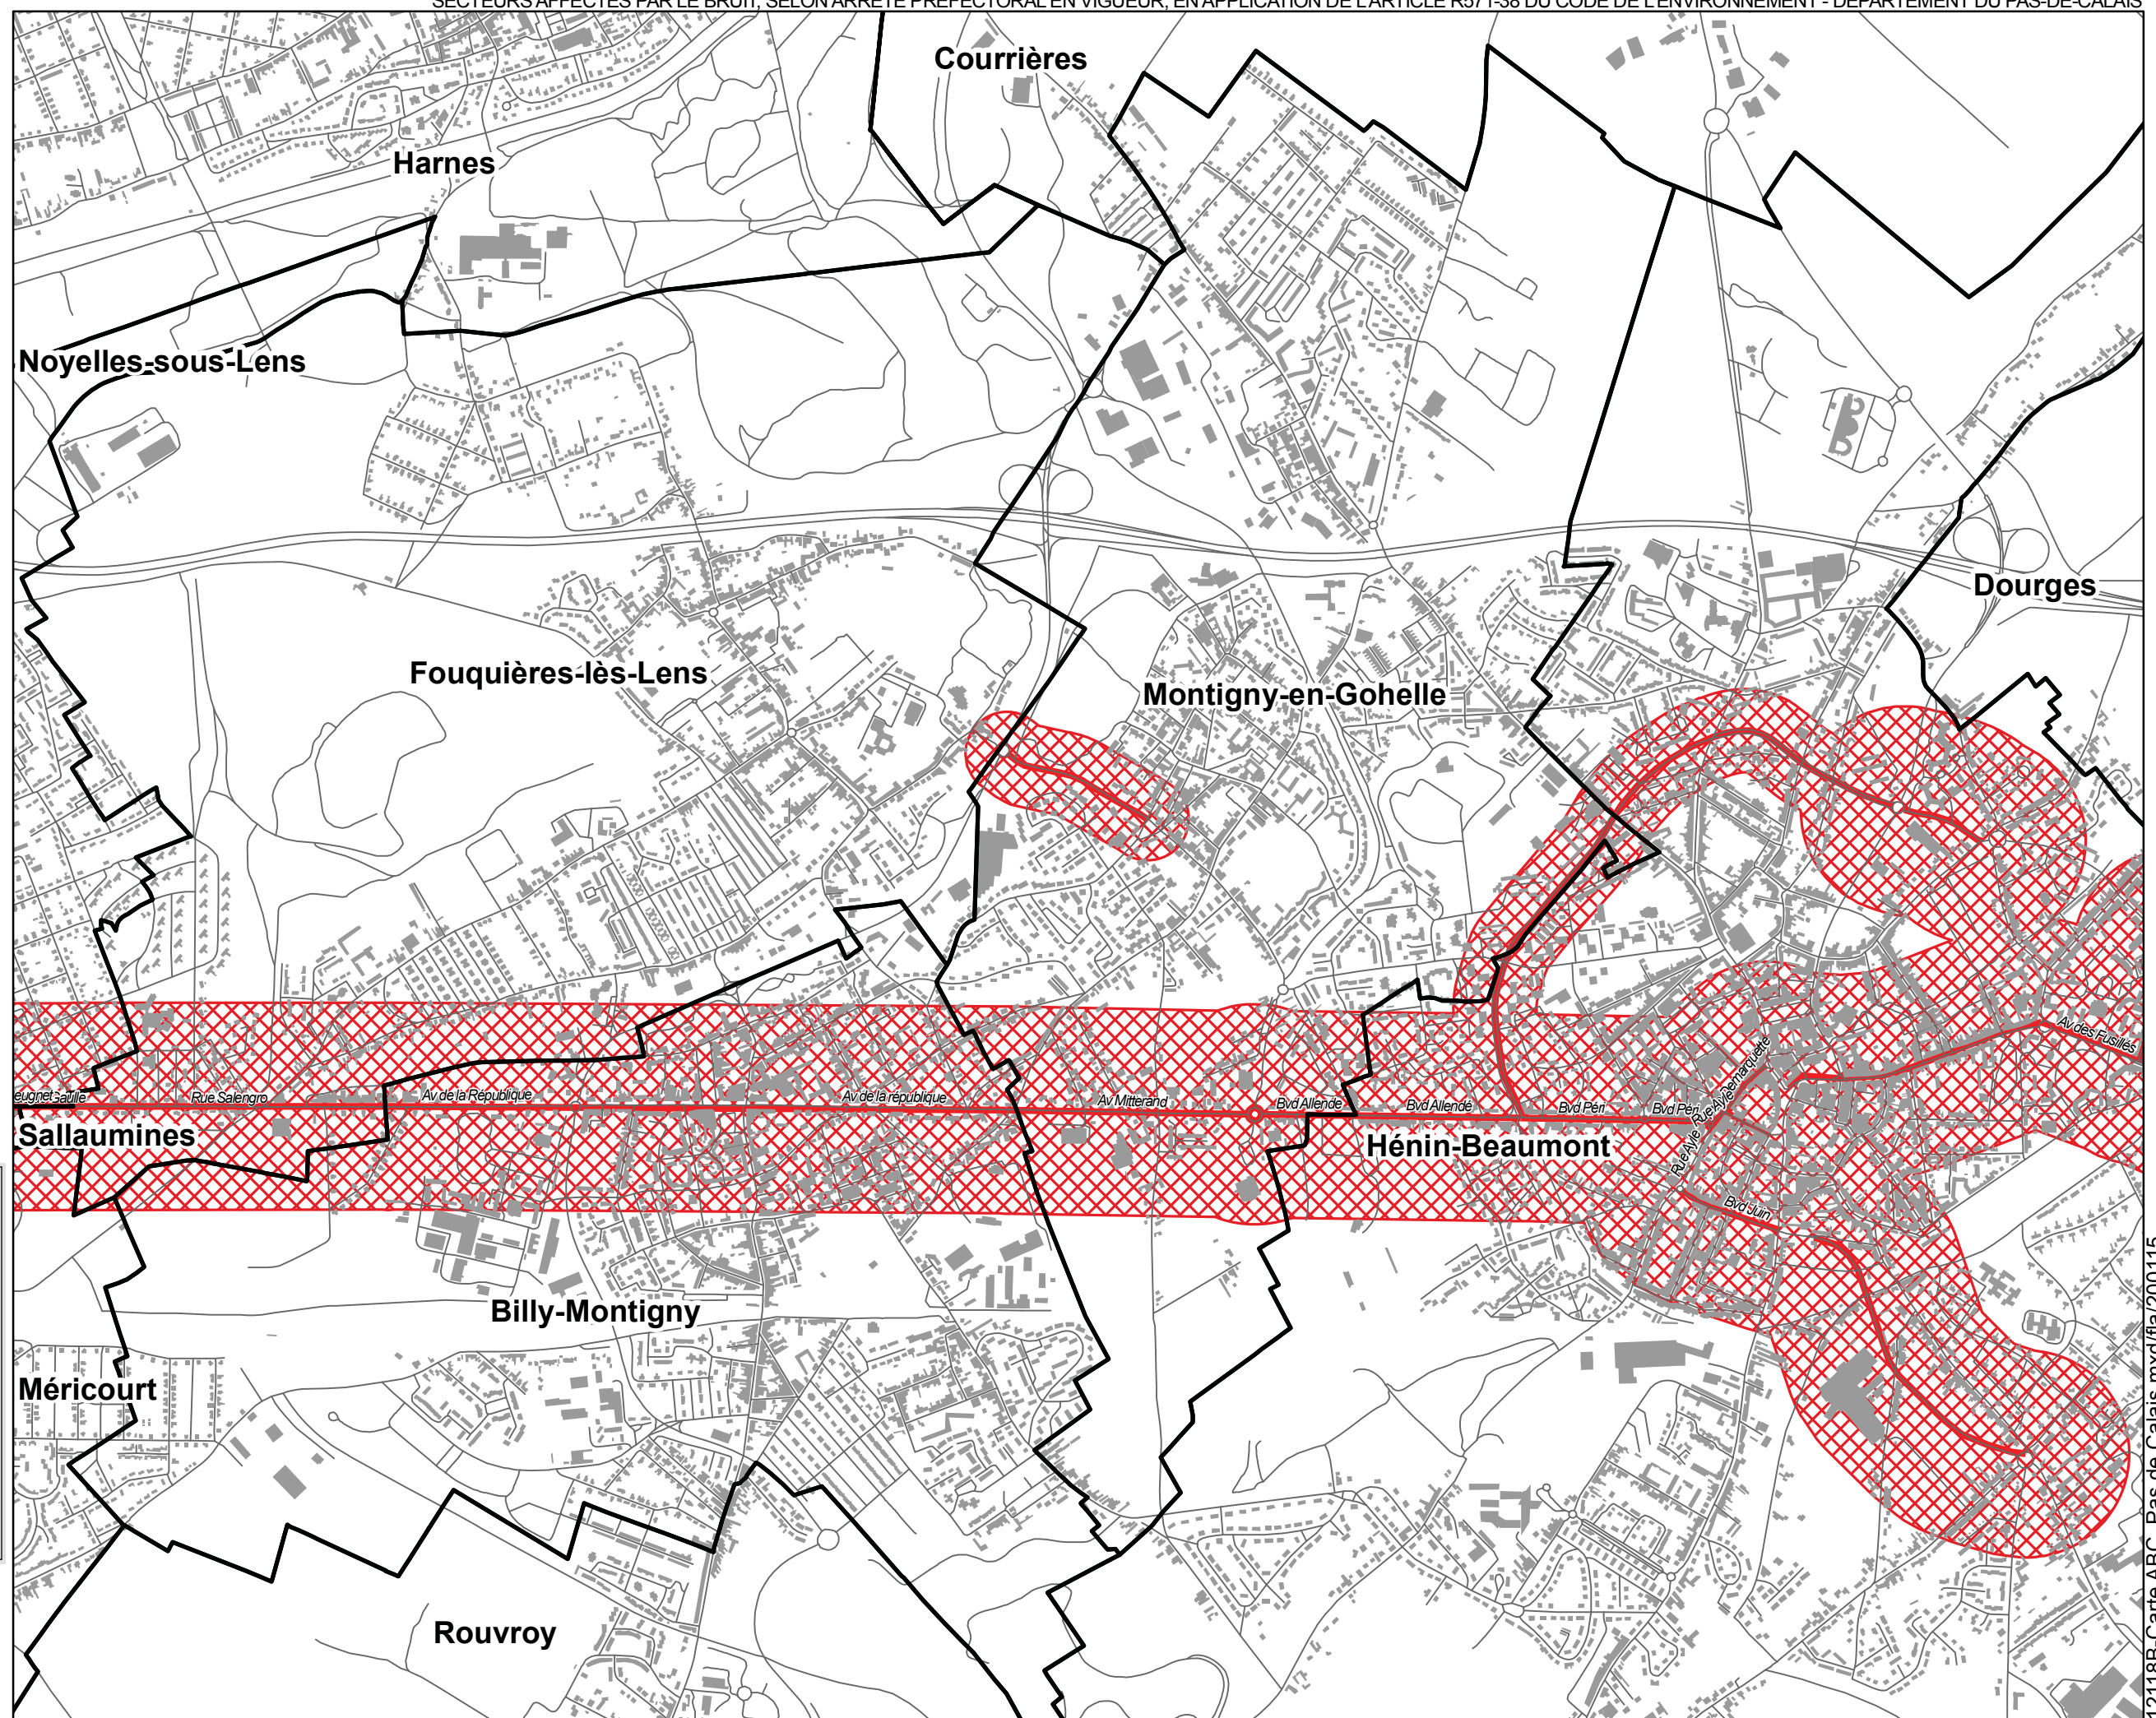 SECTEURS AFFECTES PAR LE BRUIT, SELON ARRETE PREFECTORAL EN VIGUEUR, EN APPLICATION DE L'ARTICLE R571-38 DU CODE DE L'ENVIRONNEMENT - DEPARTEMENT DU PAS-DE-CALAIS
Courrières
Harnes
Noyelles-sous-Lens
Dourges
Fouquières-lès-Lens
Montigny-en-Gohelle
Av des Fusillés
Rue Salengro
Av de la République
Av de la république
Av Mitterand
Bvd Allende
Bvd Allendé
Bvd Péri
Bvd Péri
Sallaumines
Hénin-Beaumont
Bvd Juin
Billy-Montigny
Méricourt
Rouvroy